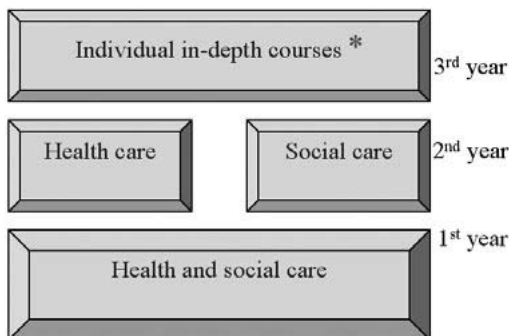 Individual in-depth courses *
3rd year
Health care
Social care
2nd year
1st year
Health and social care